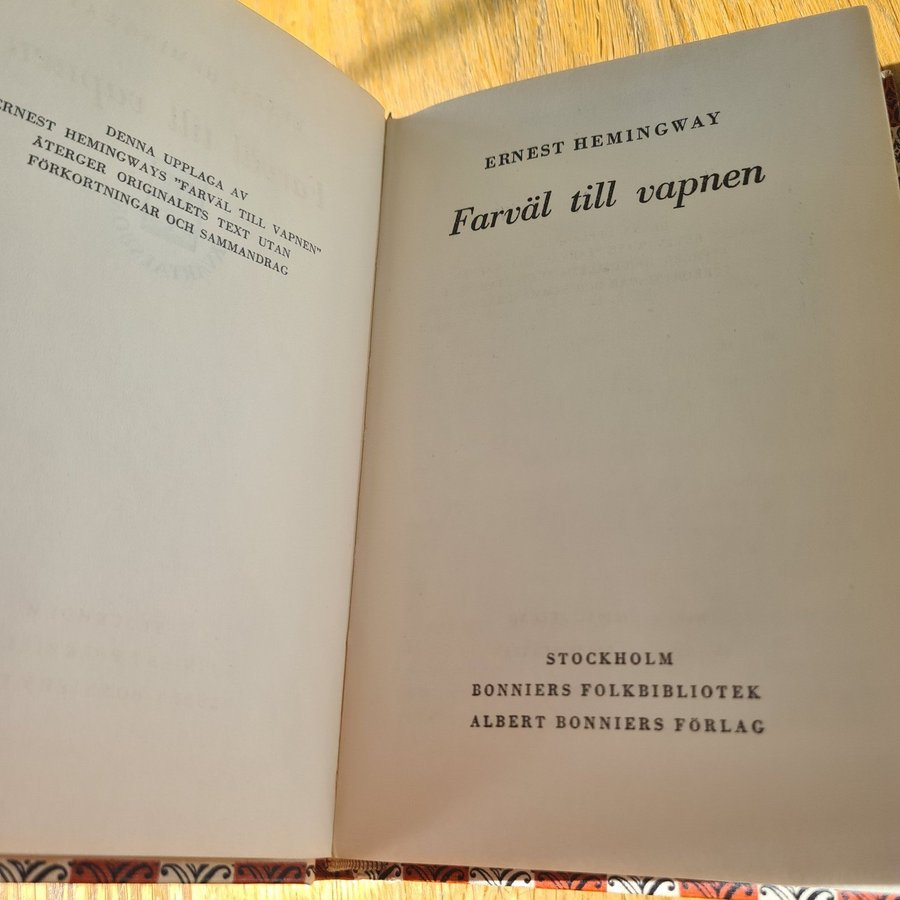 DENNA UPPLAGA AV
ERNEST HEMINGWAYS "FARVÄL TILL VAPNEN"
ÅTERGER ORIGINALETS TEXT UTAN
FÖRKORTNINGAR OCH SAMMANDRAG
ERNEST HEMINGWAY
Farväl till vapnen
STOCKHOLM
BONNIERS FOLKBIBLIOTEK
ALBERT BONNIERS FÖRLAG